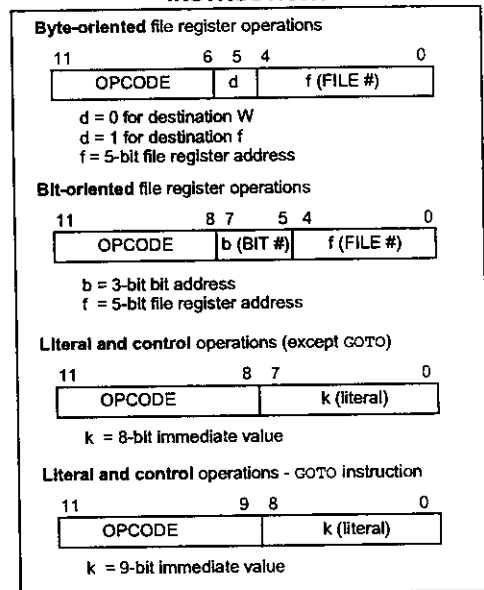 Byte-oriented file register operations
11 6 5 4 0
OPCODE d f (FILE #)
d = 0 for destination W
d = 1 for destination f
f = 5-bit file register address
Bit-oriented file register operations
11 8 7 5 4 0
OPCODE b (BIT #) f (FILE #)
b = 3-bit bit address
f = 5-bit file register address
Literal and control operations (except GOTO)
11 8 7 0
OPCODE k (literal)
k = 8-bit immediate value
Literal and control operations - GOTO instruction
11 9 8 0
OPCODE k (literal)
k = 9-bit immediate value